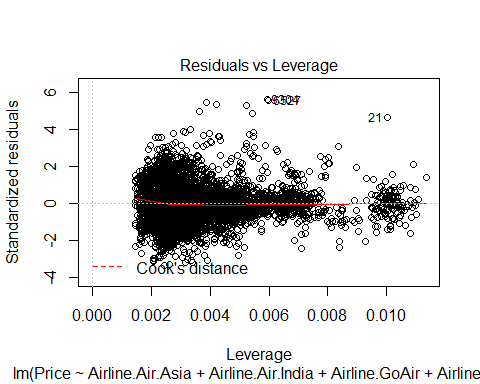 Residuals vs Leverage
Standardized residuals
6
4
2
0
-2
-4
21
Cook's distance
0.000 0.002 0.004 0.006 0.008 0.010
Leverage
lm(Price ~ Airline.Air.Asia + Airline.Air.India + Airline.GoAir + Airline